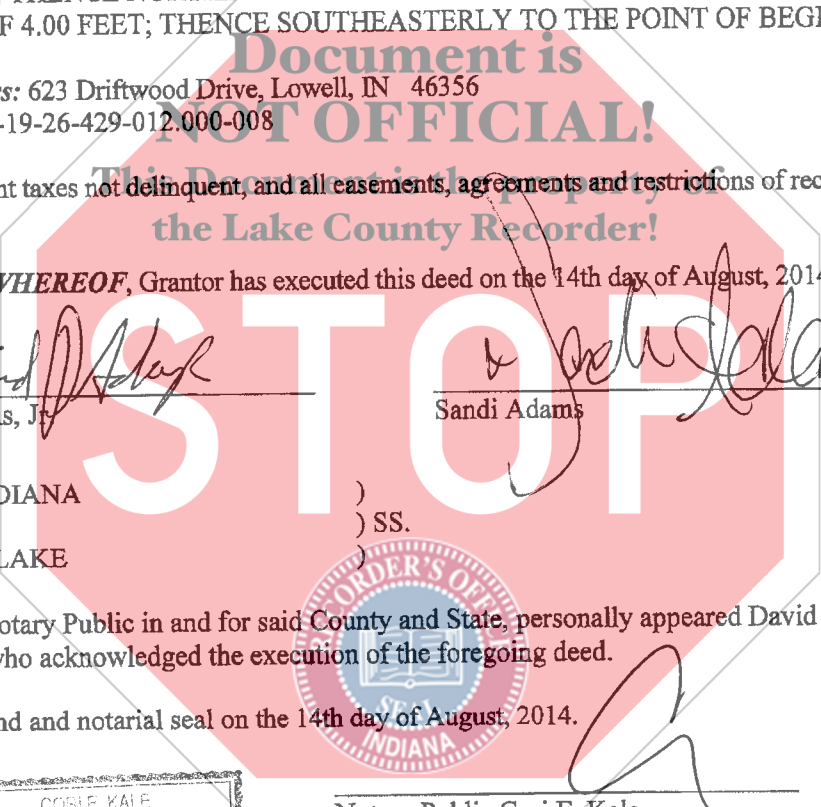 F 4.00 FEET; THENCE SOUTHEASTERLY TO THE POINT OF BEGI
Document is
s: 623 Driftwood Drive, Lowell, IN 46356
NOT OFFICIAL!
-19-26-429-012.000-008
This Document is the property of
nt taxes not delinquent, and all easements, agreements and restrictions of rec
the Lake County Recorder!
WHEREOF, Grantor has executed this deed on the 14th day of August, 2014
STOP
s, Jr
Sandi Adams
DIANA )
) SS.
LAKE )
RECORDER'S OF
otary Public in and for said County and State, personally appeared David
who acknowledged the execution of the foregoing deed.
SEAL
nd and notarial seal on the 14th day of August, 2014.
INDIANA
KALE
Notary Public